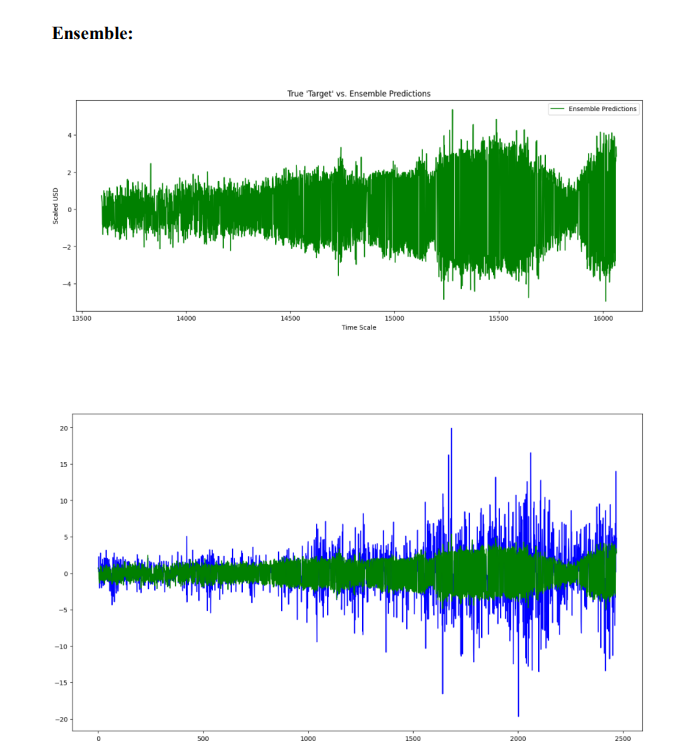 Ensemble:
True 'Target' vs. Ensemble Predictions
Ensemble Predictions
Scaled USD
4
2
0
−2
−4
13500 14000 14500 15000 15500 16000
Time Scale
20
15
10
5
0
−5
−10
−15
−20
0 500 1000 1500 2000 2500